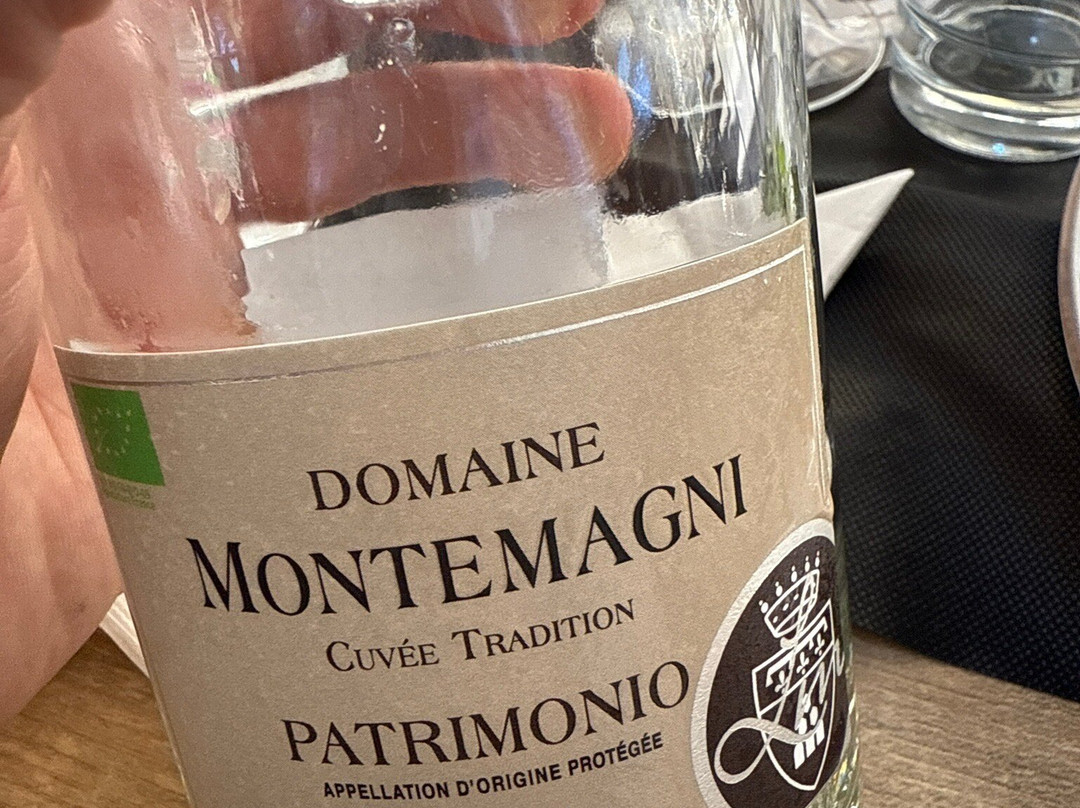 DOMAINE
MONTEMAGNI
CUVÉE TRADITION
PATRIMONIO
APPELLATION D'ORIGINE PROTÉGÉE